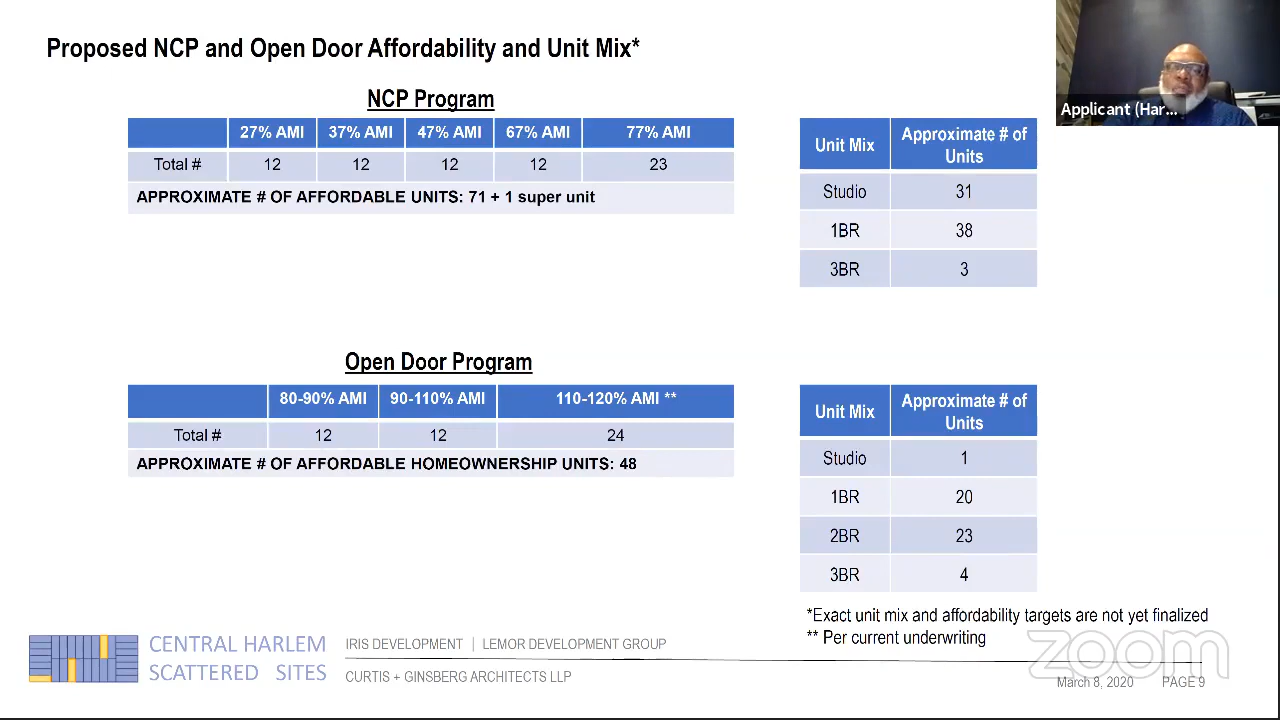 Proposed NCP and Open Door Affordability and Unit Mix*
Applicant (Har...
NCP Program
27% AMI 37% AMI 47% AMI 67% AMI 77% AMI
Total # 12 12 12 12 23
APPROXIMATE # OF AFFORDABLE UNITS: 71 + 1 super unit
Unit Mix Approximate # of
Units
Studio 31
1BR 38
3BR 3
Open Door Program
80-90% AMI 90-110% AMI 110-120% AMI **
Total # 12 12 24
APPROXIMATE # OF AFFORDABLE HOMEOWNERSHIP UNITS: 48
Unit Mix Approximate # of
Units
Studio 1
1BR 20
2BR 23
3BR 4
*Exact unit mix and affordability targets are not yet finalized
** Per current underwriting
CENTRAL HARLEM
SCATTERED SITES
IRIS DEVELOPMENT | LEMOR DEVELOPMENT GROUP
CURTIS + GINSBERG ARCHITECTS LLP
zoom
March 8, 2020 PAGE 9